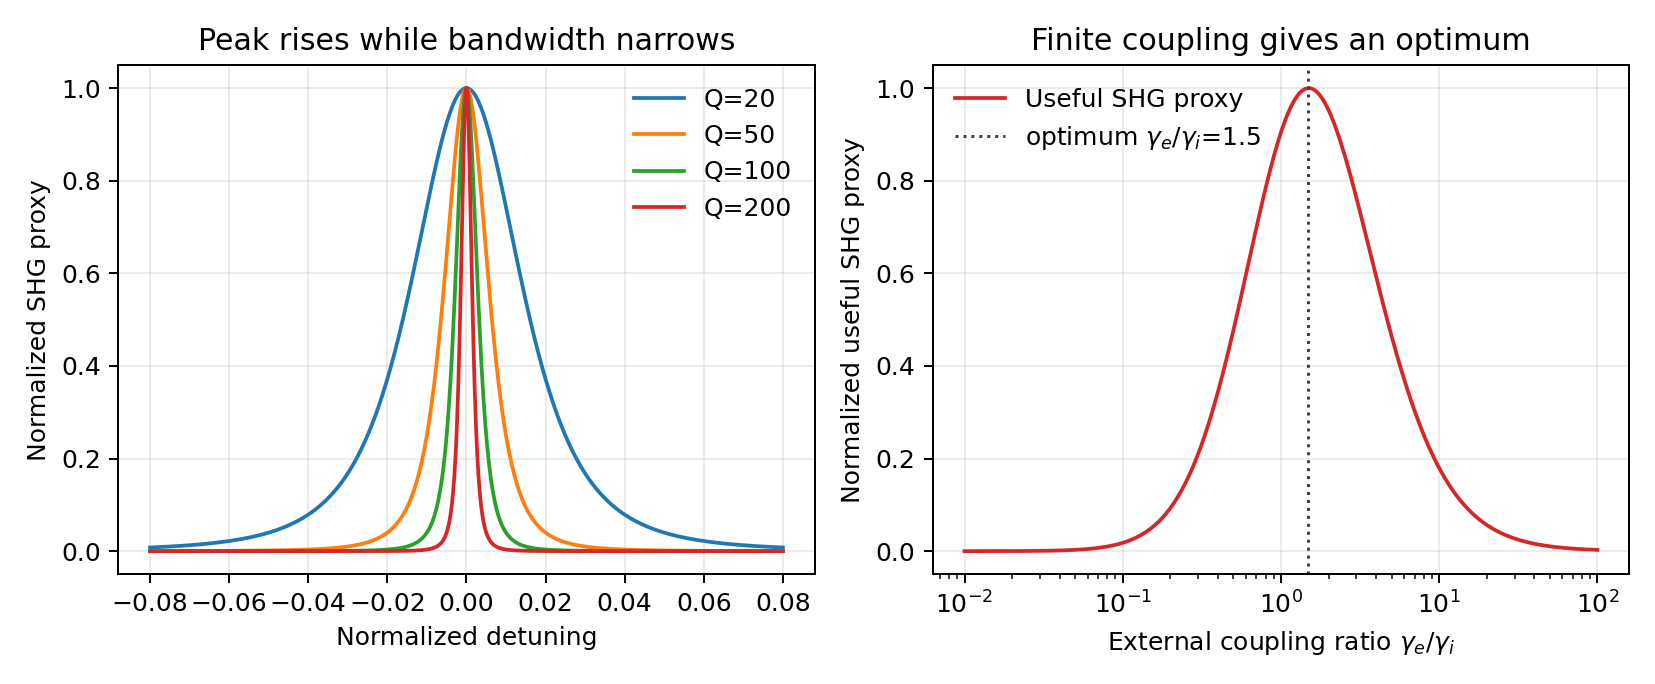 Peak rises while bandwidth narrows
Normalized SHG proxy
1.0
0.8
0.6
0.4
0.2
0.0
Q=20
Q=50
Q=100
Q=200
−0.08 −0.06 −0.04 −0.02 0.00 0.02 0.04 0.06 0.08
Normalized detuning
Finite coupling gives an optimum
Normalized useful SHG proxy
1.0
0.8
0.6
0.4
0.2
0.0
Useful SHG proxy
optimum γₑ/γᵢ=1.5
10⁻² 10⁻¹ 10⁰ 10¹ 10²
External coupling ratio γₑ/γᵢ